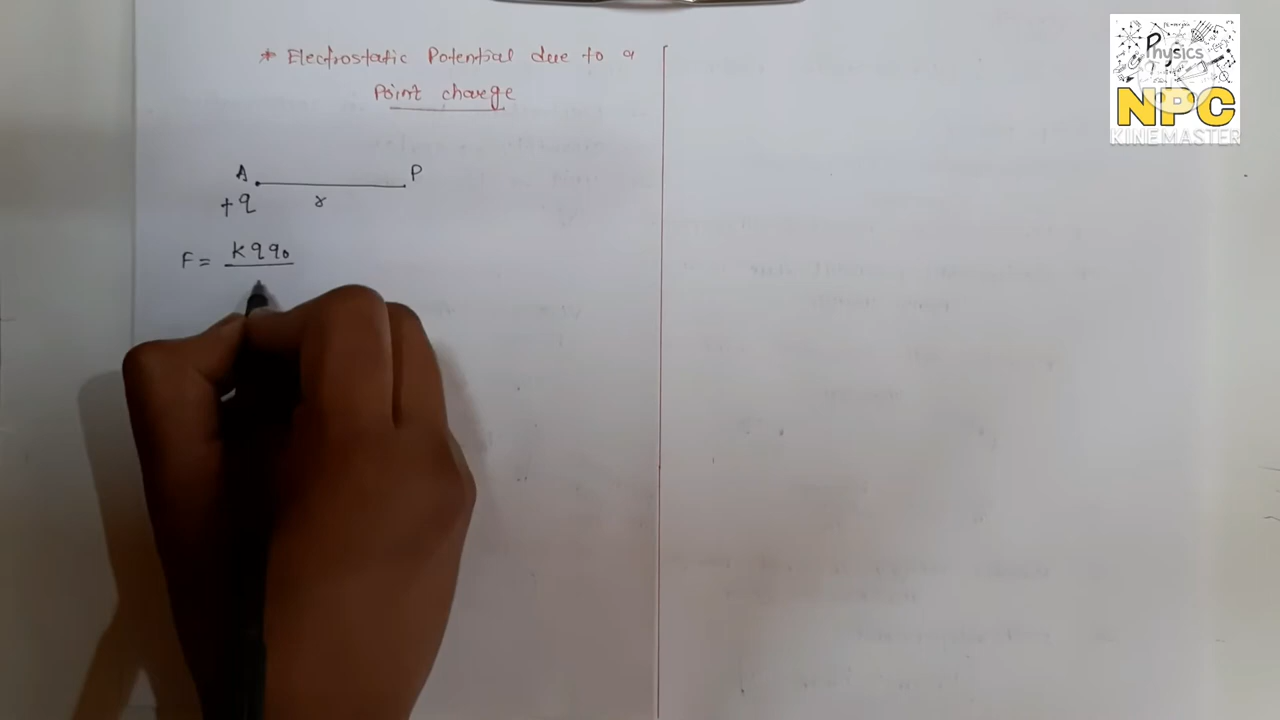 * Electrostatic Potential due to a
Point charge
A P
+q r
F = Kqq₀
Physics
NPC
KINEMASTER